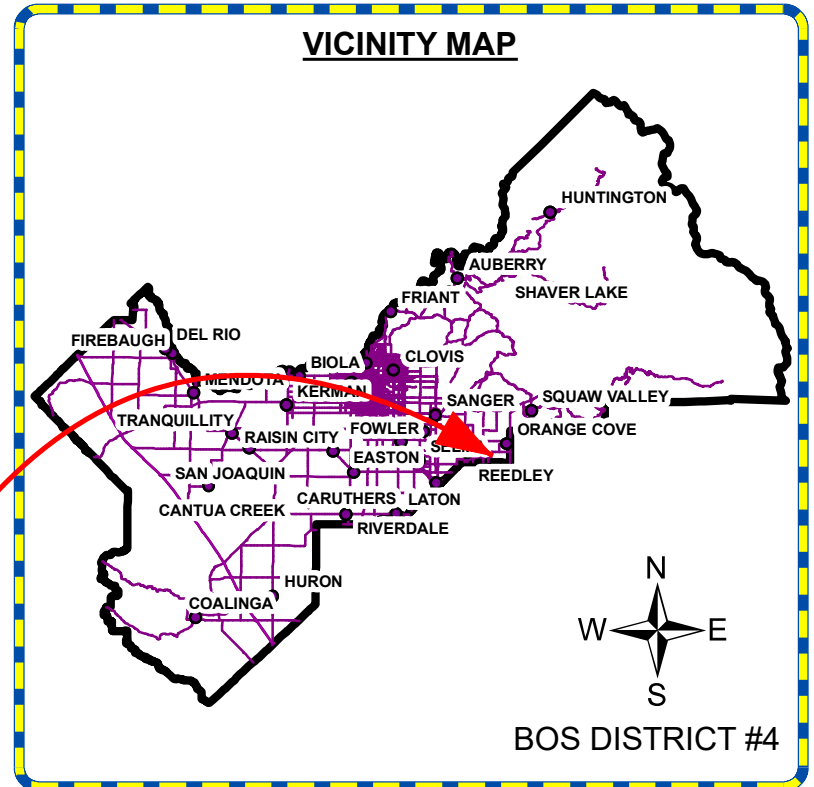 VICINITY MAP
HUNTINGTON
AUBERRY
SHAVER LAKE
FRIANT
DEL RIO
FIREBAUGH
BIOLA
CLOVIS
MENDOTA
KERMAN
SANGER
SQUAW VALLEY
TRANQUILLITY
FOWLER
ORANGE COVE
RAISIN CITY
EASTON
SAN JOAQUIN
REEDLEY
CARUTHERS
LATON
CANTUA CREEK
RIVERDALE
HURON
COALINGA
N
W
E
S
BOS DISTRICT #4